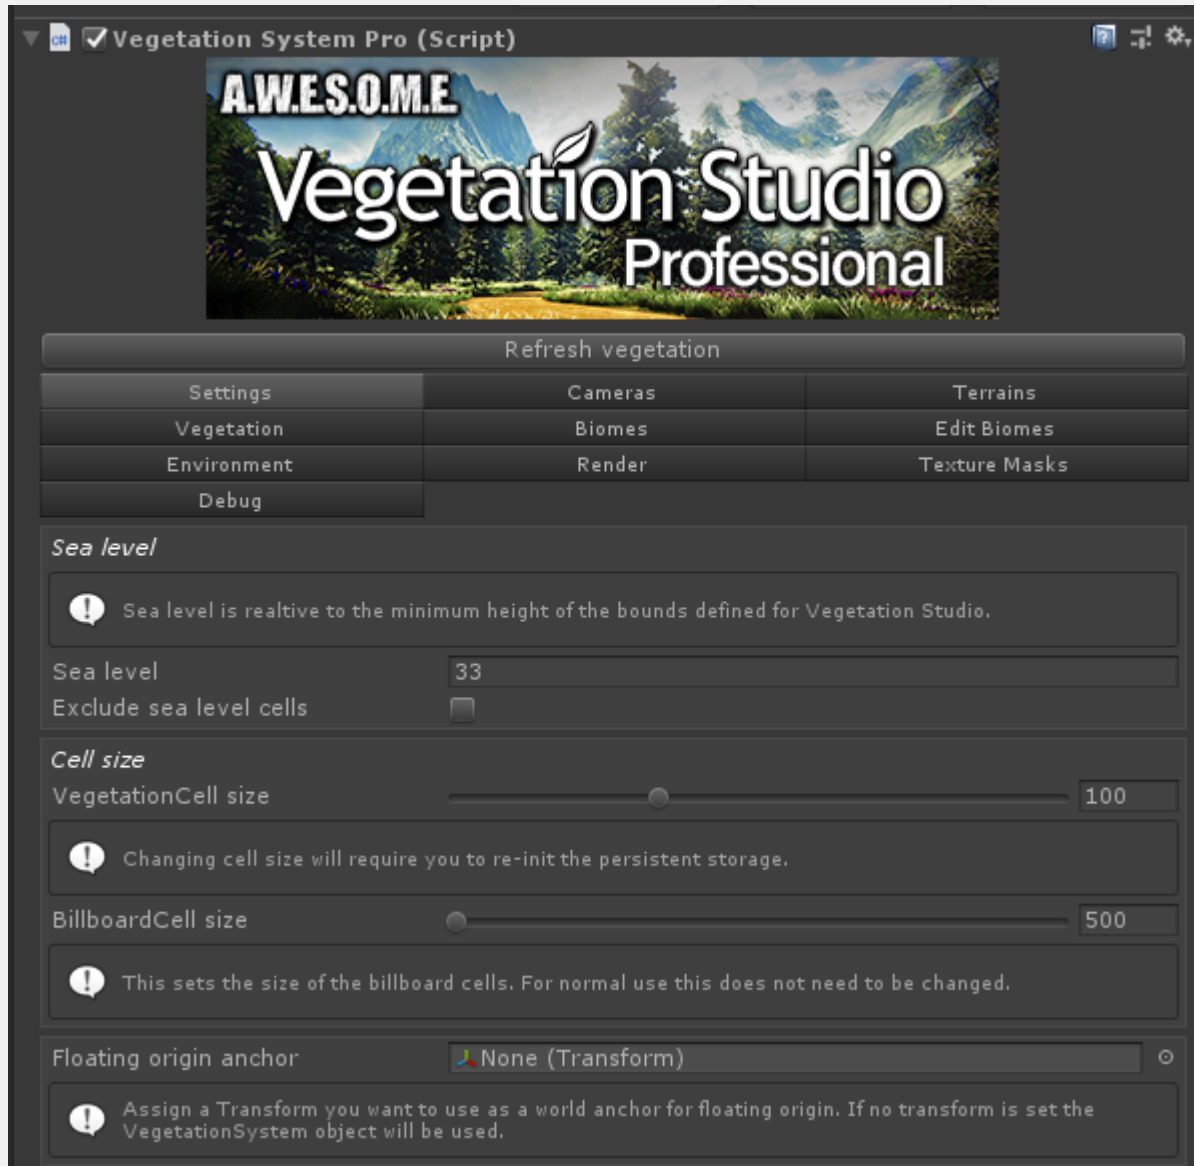 Vegetation System Pro (Script)
A.W.E.S.O.M.E.
Vegetation Studio
Professional
Refresh vegetation
Settings Cameras Terrains
Vegetation Biomes Edit Biomes
Environment Render Texture Masks
Debug
Sea level
Sea level is realtive to the minimum height of the bounds defined for Vegetation Studio.
Sea level 33
Exclude sea level cells
Cell size
VegetationCell size 100
Changing cell size will require you to re-init the persistent storage.
BillboardCell size 500
This sets the size of the billboard cells. For normal use this does not need to be changed.
Floating origin anchor None (Transform)
Assign a Transform you want to use as a world anchor for floating origin. If no transform is set the
VegetationSystem object will be used.